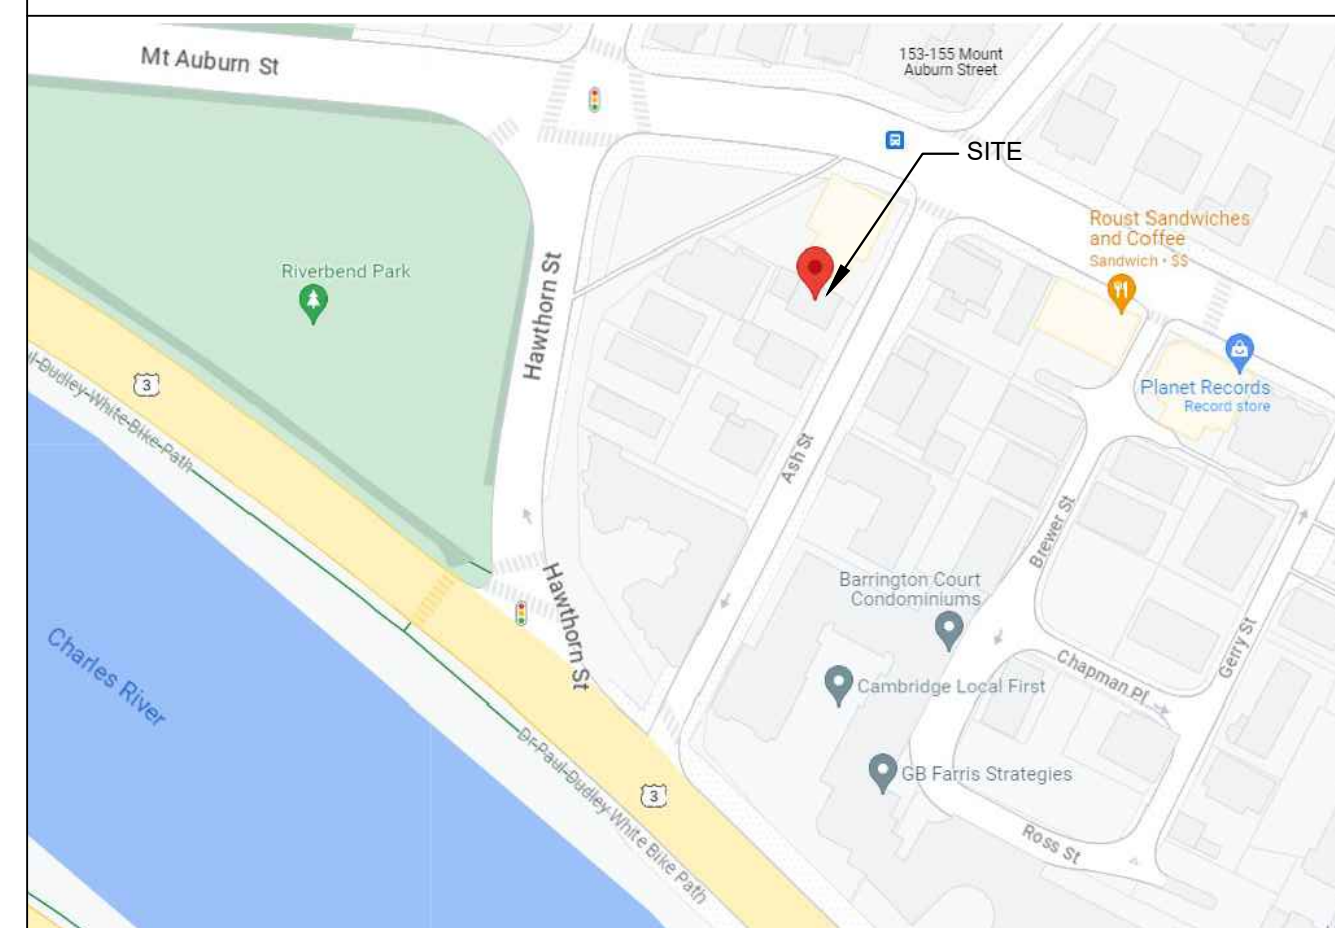 Mt Auburn St
153-155 Mount
Auburn Street
SITE
Roust Sandwiches
and Coffee
Sandwich • $$
Riverbend Park
Hawthorn St
3
Planet Records
Record store
Dudley-White-Bike-Path
Ash St
Brewer St
Barrington Court
Condominiums
Hawthorn St
Charles River
Chapman Pl
Gerry St
Cambridge Local First
Dr-Paul-Dudley-White Bike Path
GB Farris Strategies
3
Ross St